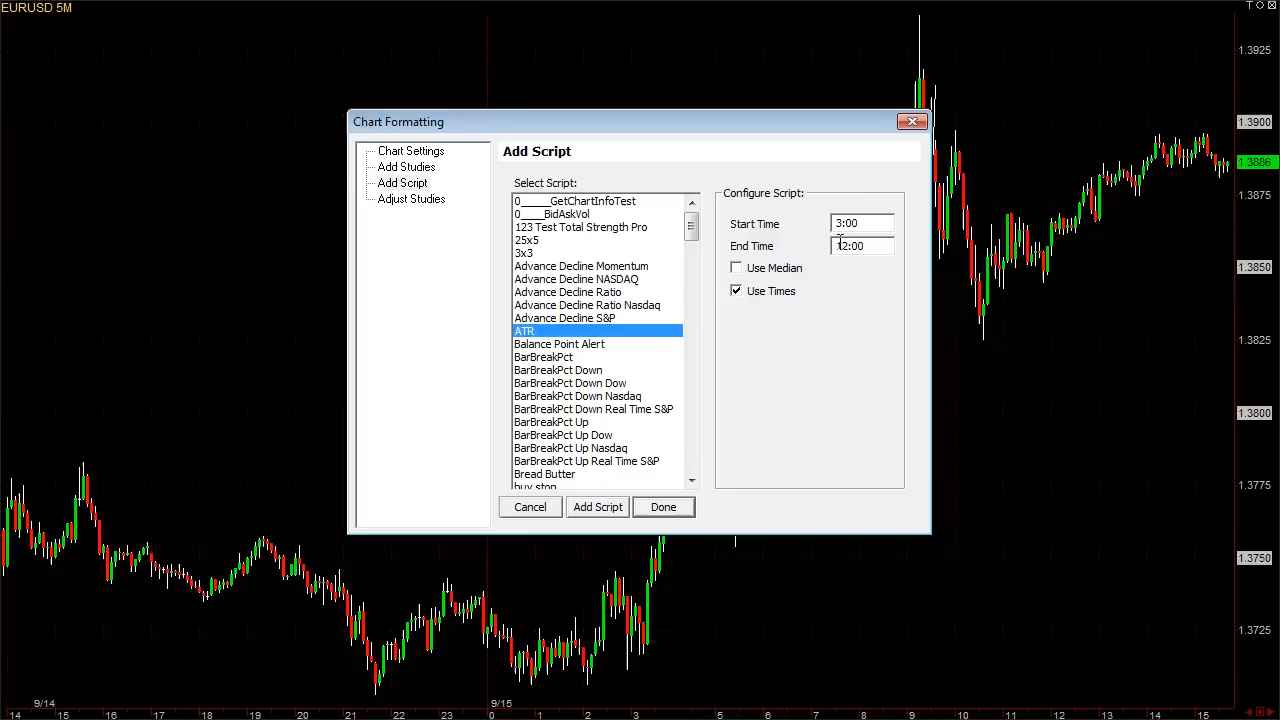 EURUSD 5M
Chart Formatting
Chart Settings
Add Studies
Add Script
Adjust Studies
Add Script
Select Script:
0_____GetChartInfoTest
0____BidAskVol
123 Test Total Strength Pro
25x5
3x3
Advance Decline Momentum
Advance Decline NASDAQ
Advance Decline Ratio
Advance Decline Ratio Nasdaq
Advance Decline S&P
ATR
Balance Point Alert
BarBreakPct
BarBreakPct Down
BarBreakPct Down Dow
BarBreakPct Down Nasdaq
BarBreakPct Down Real Time S&P
BarBreakPct Up
BarBreakPct Up Dow
BarBreakPct Up Nasdaq
BarBreakPct Up Real Time S&P
Bread Butter
buy stop
Configure Script:
Start Time 3:00
End Time 12:00
Use Median
Use Times
Cancel Add Script Done
1.3925
1.3900
1.3886
1.3875
1.3850
1.3825
1.3800
1.3775
1.3750
1.3725
9/14 9/15
14 15 16 17 18 19 20 21 22 23 0 1 2 3 5 6 7 8 9 10 11 12 13 14 15